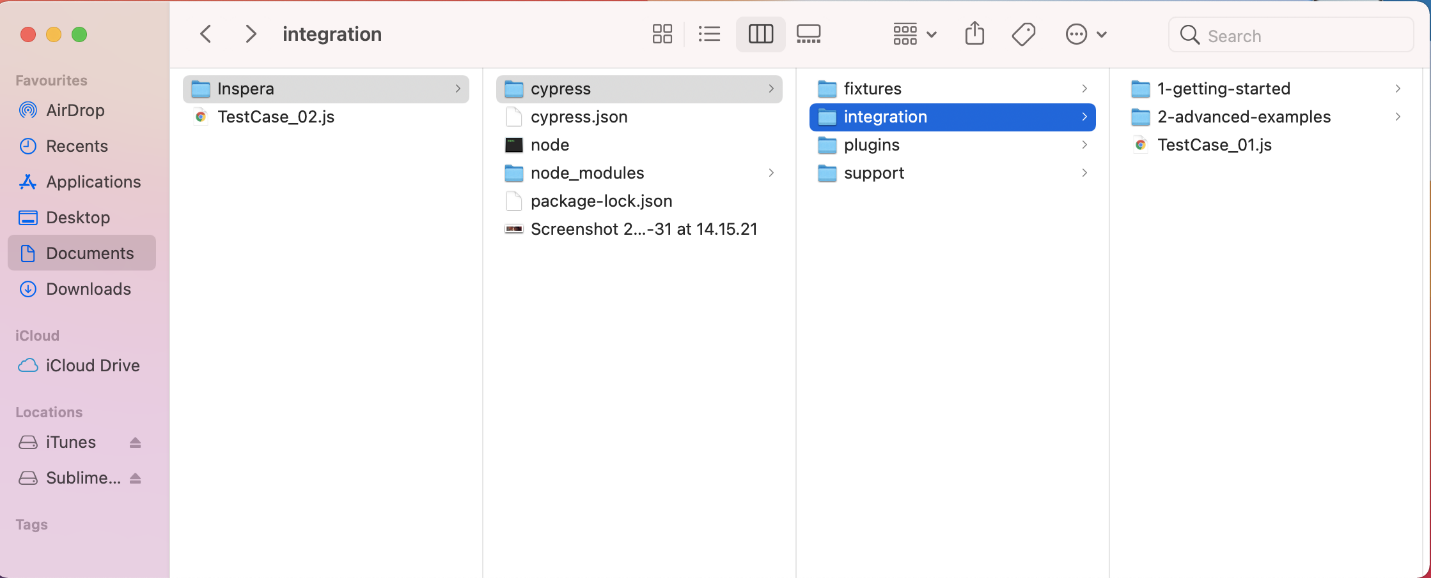 integration
Search
Favourites
AirDrop
Recents
Applications
Desktop
Documents
Downloads
iCloud
iCloud Drive
Locations
iTunes
Sublime...
Tags
Inspera
TestCase_02.js
cypress
cypress.json
node
node_modules
package-lock.json
Screenshot 2...-31 at 14.15.21
fixtures
integration
plugins
support
1-getting-started
2-advanced-examples
TestCase_01.js